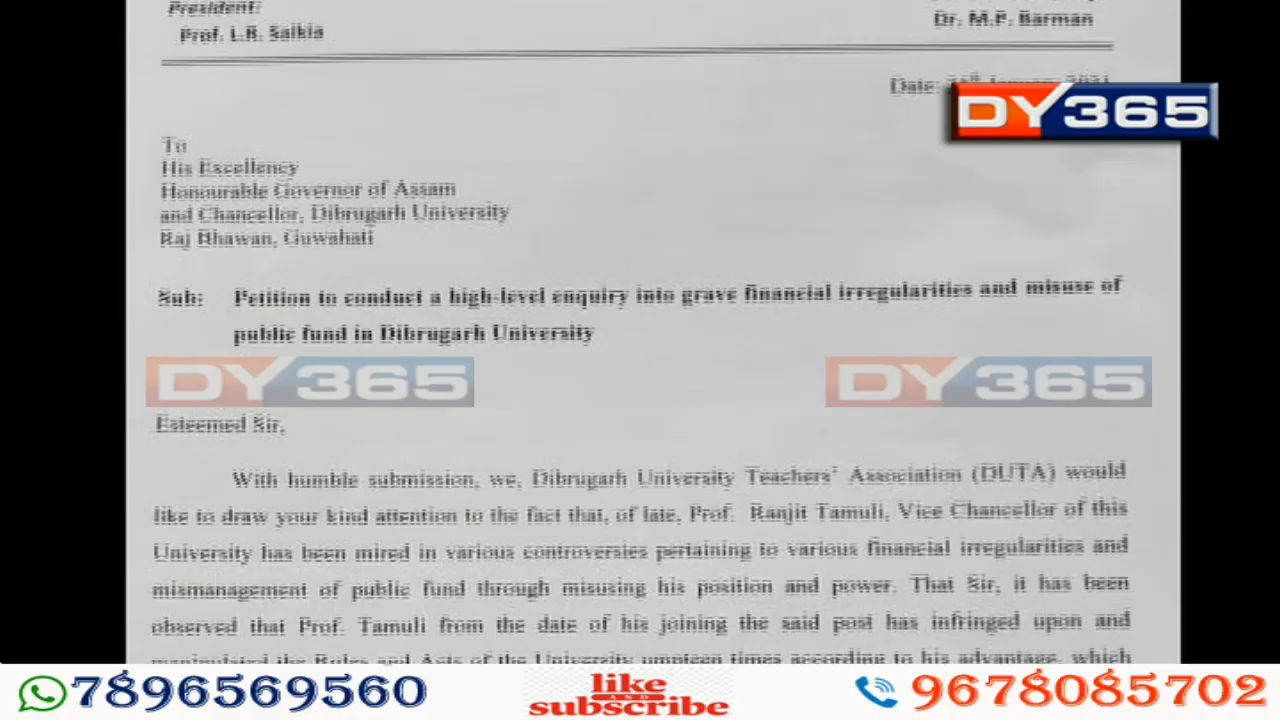 President:
Prof. L.R. Saikia
Dr. M.P. Barman
Date:
DY365
To
His Excellency
Honourable Governor of Assam
and Chancellor, Dibrugarh University
Raj Bhawan, Guwahati
Sub: Petition to conduct a high-level enquiry into grave financial irregularities and misuse of
public fund in Dibrugarh University
DY365 DY365
Esteemed Sir,
With humble submission, we, Dibrugarh University Teachers' Association (DUTA) would
like to draw your kind attention to the fact that, of late, Prof. Ranjit Tamuli, Vice Chancellor of this
University has been mired in various controversies pertaining to various financial irregularities and
mismanagement of public fund through misusing his position and power. That Sir, it has been
observed that Prof. Tamuli from the date of his joining the said post has infringed upon and
manipulated the Rules and Acts of the University umpteen times according to his advantage, which
7896569560 like AND subscribe 9678085702